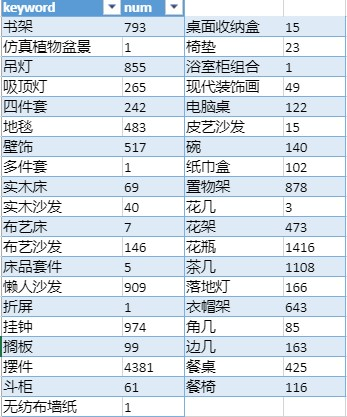 keyword num
书架 793 桌面收纳盒 15
仿真植物盆景 1 椅垫 23
吊灯 855 浴室柜组合 1
吸顶灯 265 现代装饰画 49
四件套 242 电脑桌 122
地毯 483 皮艺沙发 15
壁饰 517 碗 140
多件套 1 纸巾盒 102
实木床 69 置物架 878
实木沙发 40 花几 3
布艺床 7 花架 473
布艺沙发 146 花瓶 1416
床品套件 5 茶几 1108
懒人沙发 909 落地灯 166
折屏 1 衣帽架 643
挂钟 974 角几 85
搁板 99 边几 163
摆件 4381 餐桌 425
斗柜 61 餐椅 116
无纺布墙纸 1